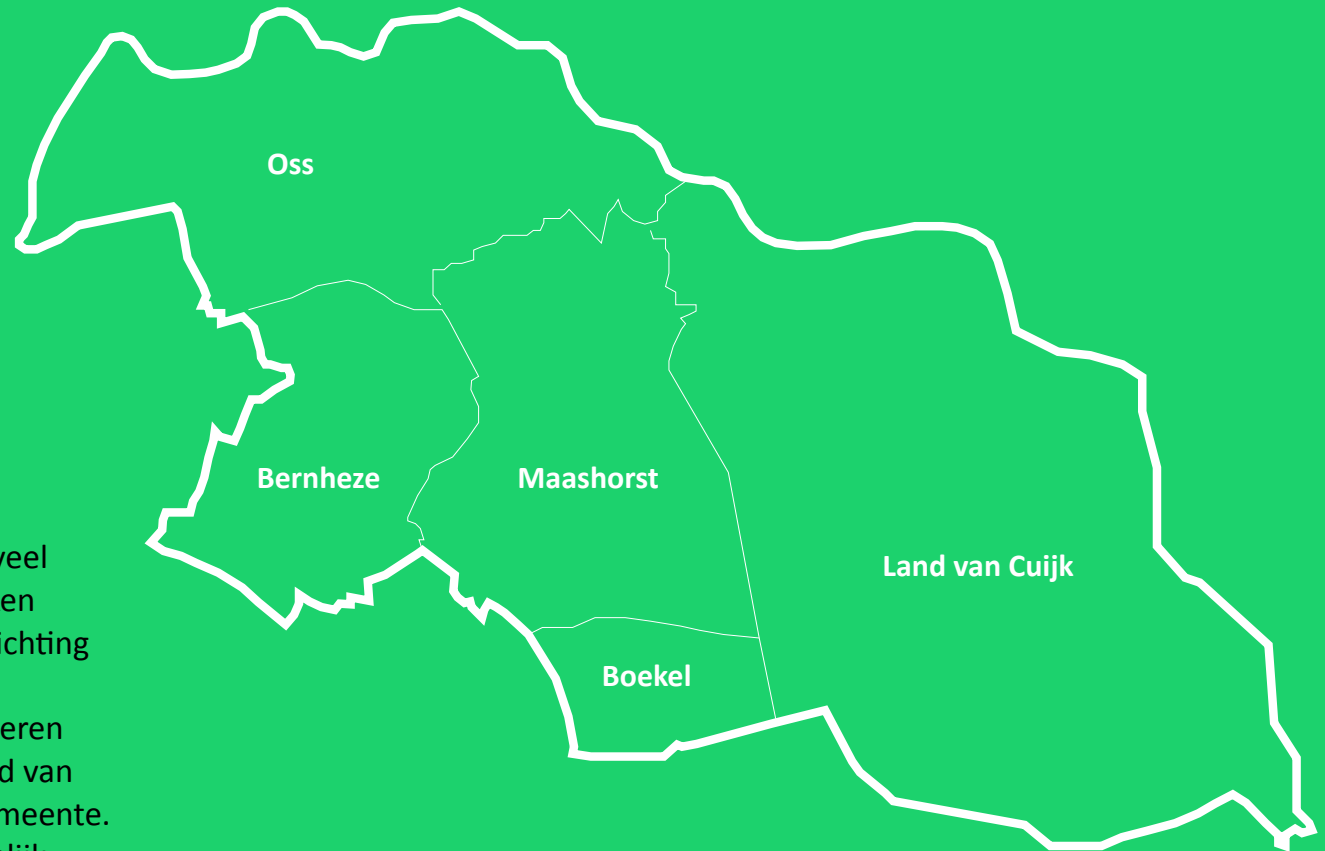 Oss
Bernheze
Maashorst
Land van Cuijk
Boekel
veel
en
ichting
eren
d van
meente.